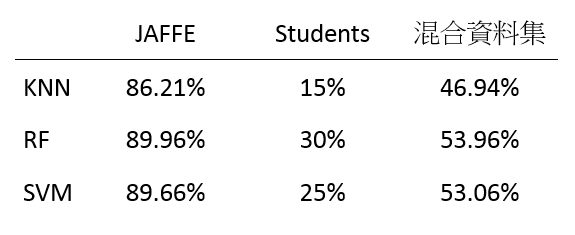 JAFFE Students 混合資料集
KNN 86.21% 15% 46.94%
RF 89.96% 30% 53.96%
SVM 89.66% 25% 53.06%